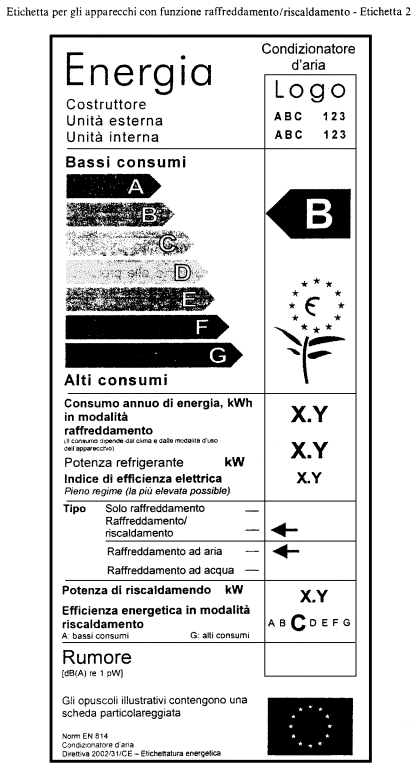 Etichetta per gli apparecchi con funzione raffreddamento/riscaldamento - Etichetta 2
Energia
Condizionatore
d'aria
Costruttore
Unità esterna
Unità interna
Logo
ABC 123
ABC 123
Bassi consumi
A
B
C
D
E
F
G
B
Alti consumi
Consumo annuo di energia, kWh
in modalità
raffreddamento
X.Y
(Il consumo dipende dal clima e dalle modalità d'uso
dell'apparecchio)
Potenza refrigerante kW
X.Y
Indice di efficienza elettrica
X.Y
Pieno regime (la più elevata possible)
Tipo Solo raffreddamento —
Raffreddamento/
riscaldamento —
Raffreddamento ad aria —
Raffreddamento ad acqua —
Potenza di riscaldamendo kW
X.Y
Efficienza energetica in modalità
riscaldamento
A B C D E F G
A: bassi consumi G: alti consumi
Rumore
[dB(A) re 1 pW]
Gli opuscoli illustrativi contengono una
scheda particolareggiata
Norm EN 814
Condizionatore d'aria
Direttiva 2002/31/CE – Etichettatura energetica